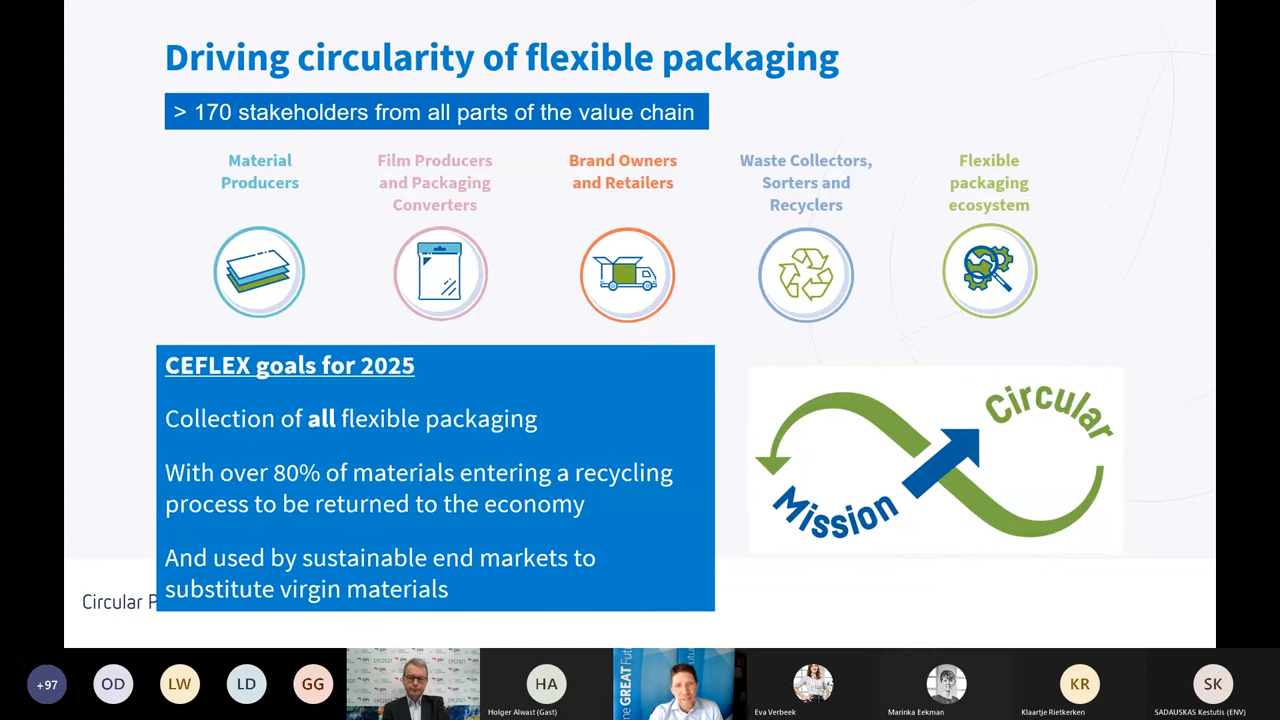 Driving circularity of flexible packaging
> 170 stakeholders from all parts of the value chain
Material
Producers
Film Producers
and Packaging
Converters
Brand Owners
and Retailers
Waste Collectors,
Sorters and
Recyclers
Flexible
packaging
ecosystem
CEFLEX goals for 2025
Collection of all flexible packaging
With over 80% of materials entering a recycling
process to be returned to the economy
And used by sustainable end markets to
substitute virgin materials
Mission
Circular
Circular P
+97
OD
LW
LD
GG
CPC2021
HA
Holger Alwast (Gast)
GREAT
Eva Verbeek
Marinka Eekman
KR
Klaartje Rietkerken
SK
SADAUSKAS Kestutis (ENV)